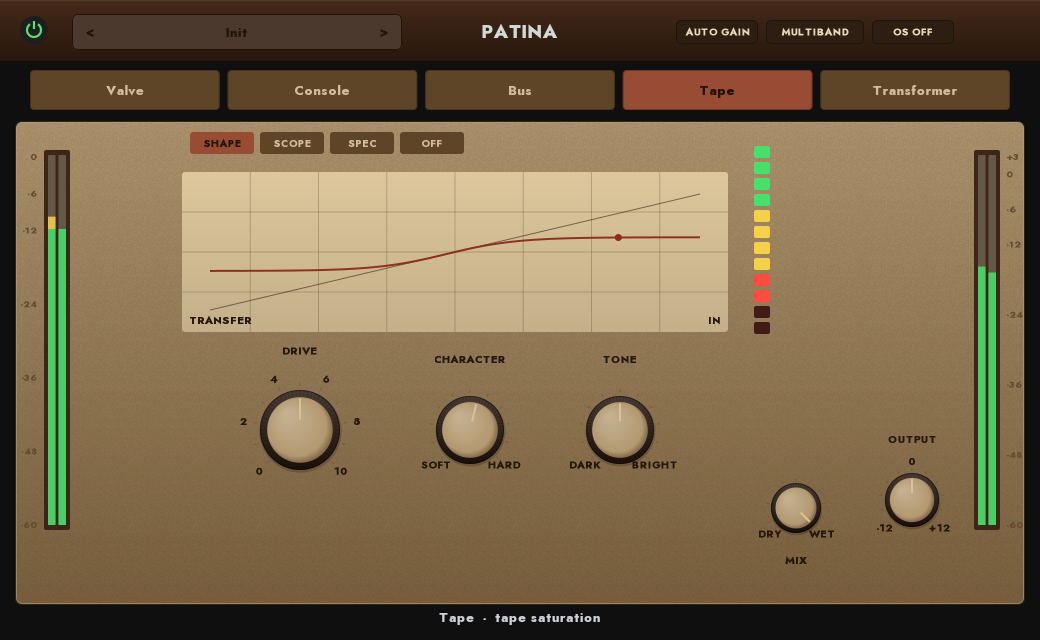 < Init > PATINA AUTO GAIN MULTIBAND OS OFF
Valve Console Bus Tape Transformer
SHAPE SCOPE SPEC OFF
0 +3
0
-6 -6
-12 -12
-24 -24
-36 -36
-48 -48
-60 -60
TRANSFER IN
DRIVE
CHARACTER TONE
4 6
2 8
0 10
SOFT HARD DARK BRIGHT
OUTPUT
0
DRY WET -12 +12
MIX
Tape - tape saturation